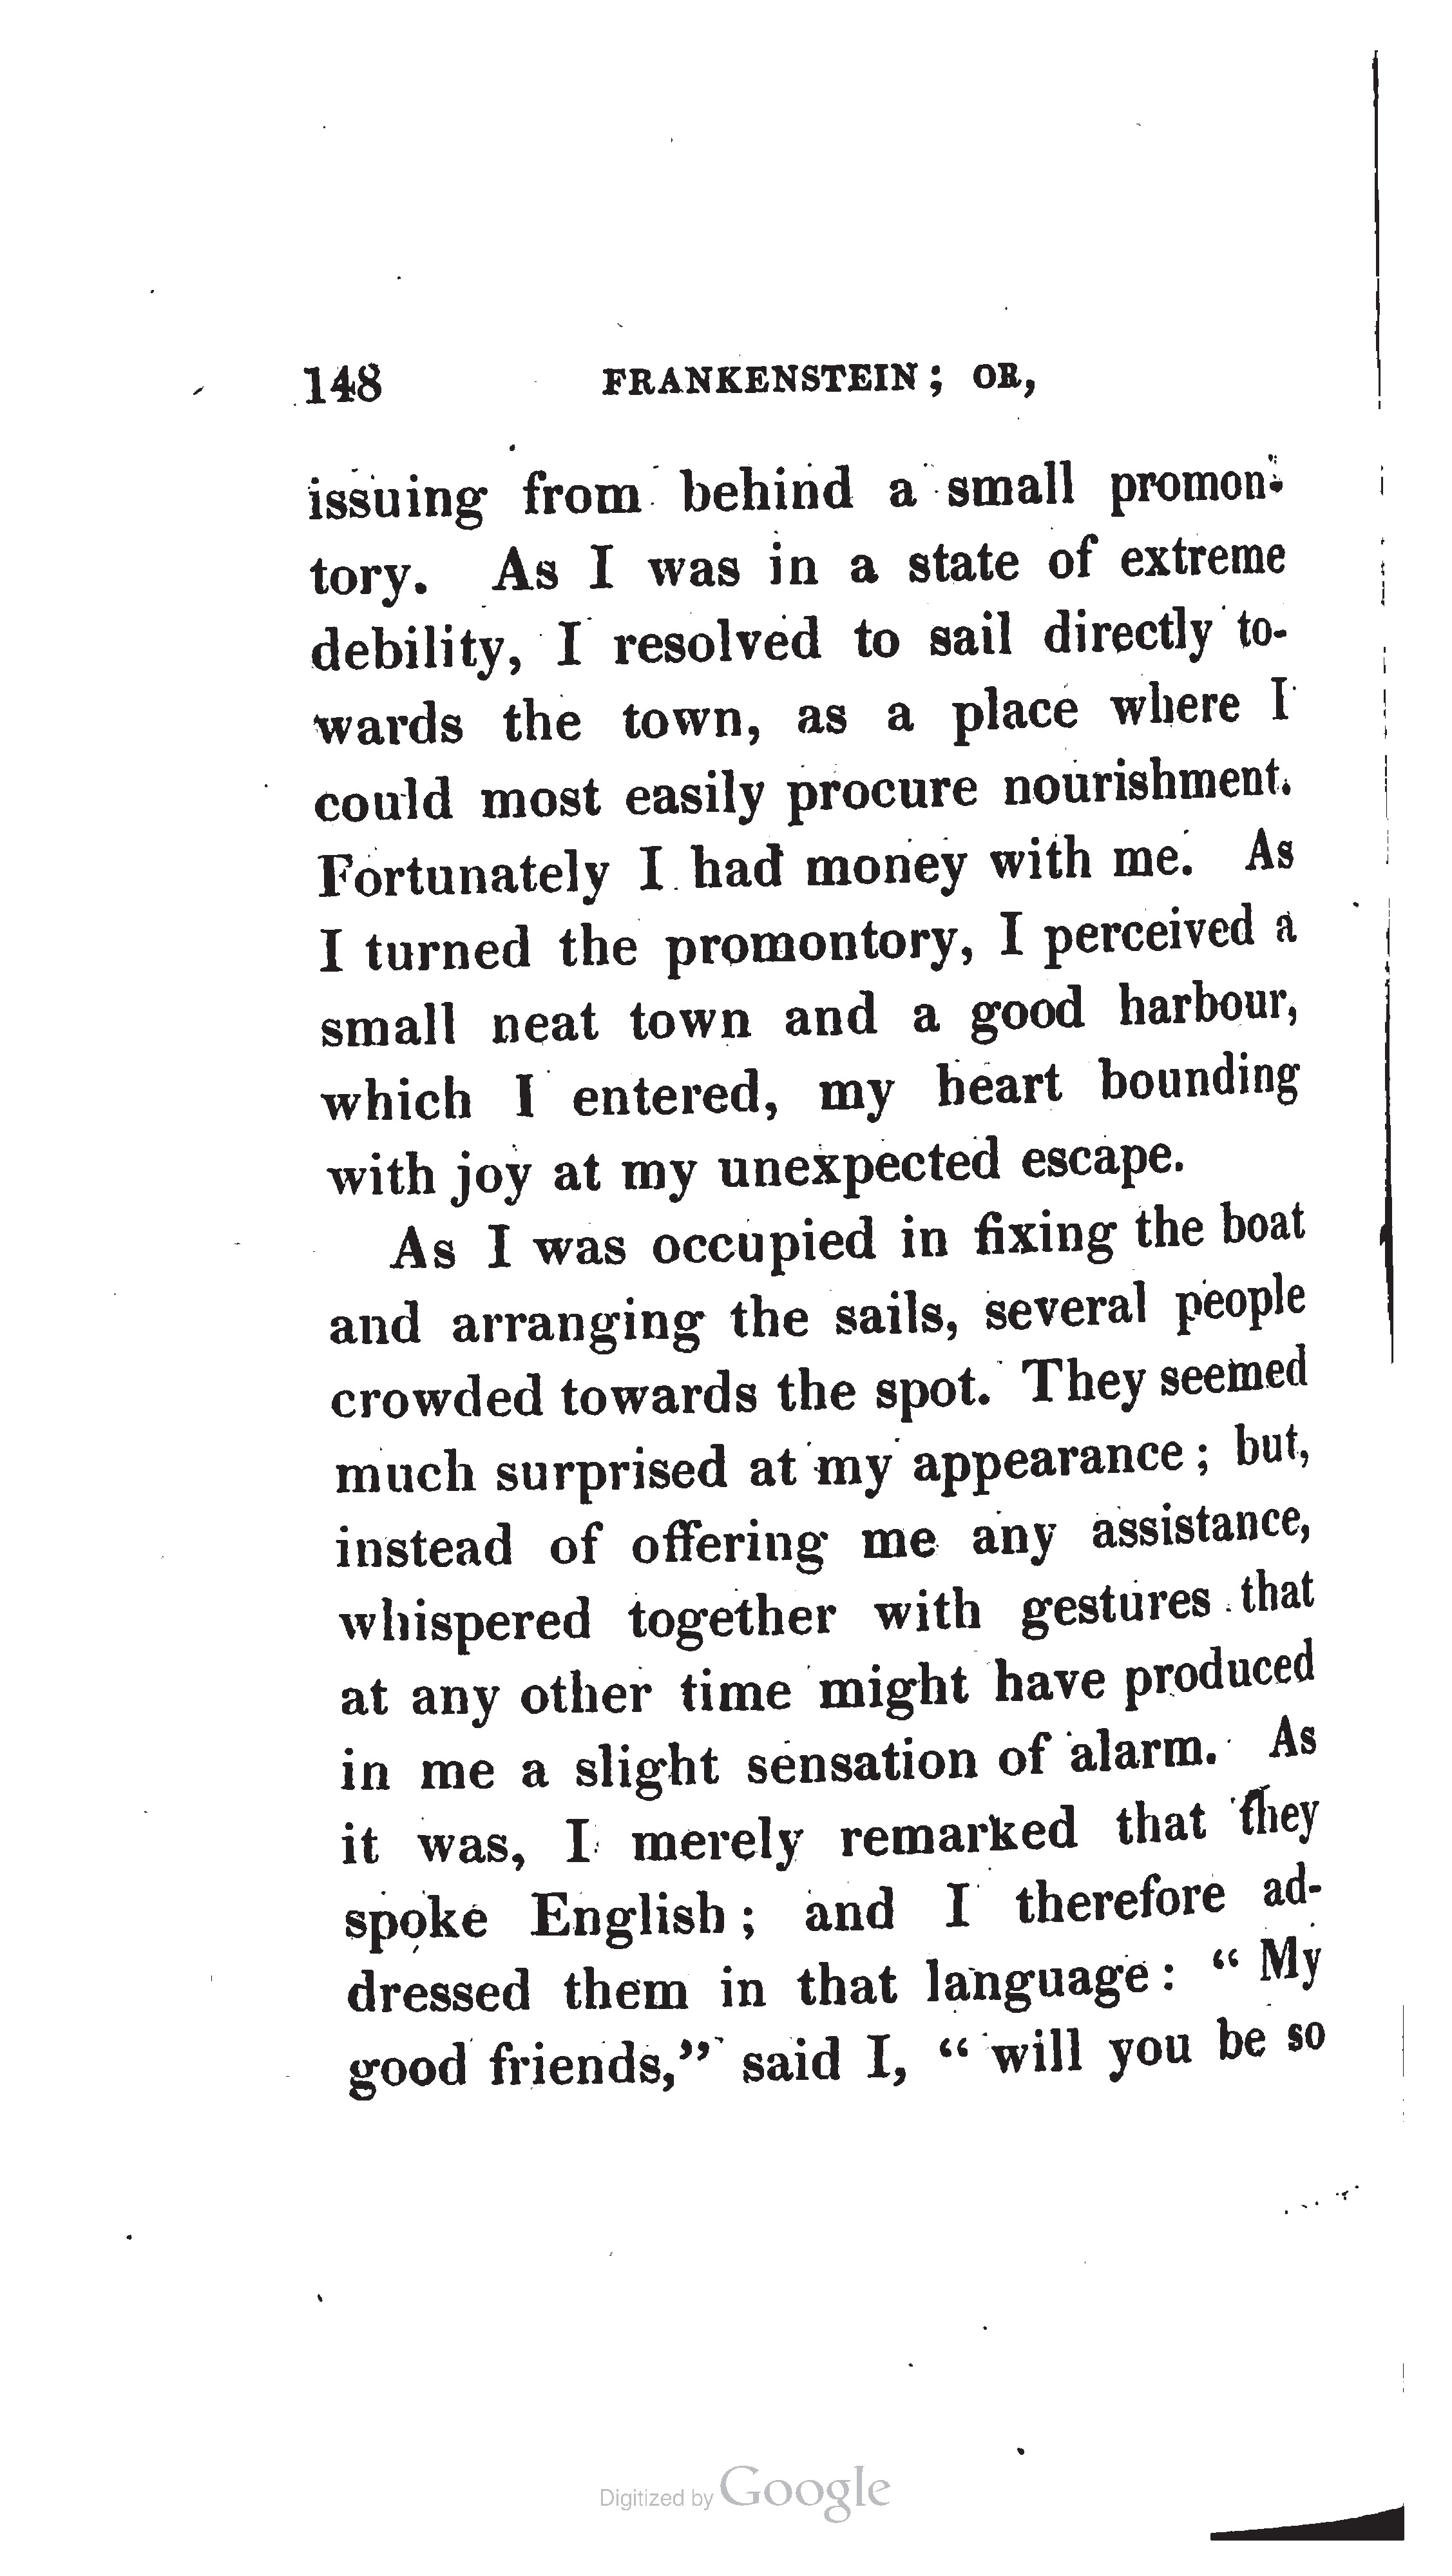 148 FRANKENSTEIN; OR,
issuing from behind a small promon-
tory. As I was in a state of extreme
debility, I resolved to sail directly to-
wards the town, as a place where I
could most easily procure nourishment.
Fortunately I had money with me. As
I turned the promontory, I perceived a
small neat town and a good harbour,
which I entered, my heart bounding
with joy at my unexpected escape.
As I was occupied in fixing the boat
and arranging the sails, several people
crowded towards the spot. They seemed
much surprised at my appearance; but,
instead of offering me any assistance,
whispered together with gestures that
at any other time might have produced
in me a slight sensation of alarm. As
it was, I merely remarked that they
spoke English; and I therefore ad-
dressed them in that language: “ My
good friends,” said I, “ will you be so
Digitized by Google